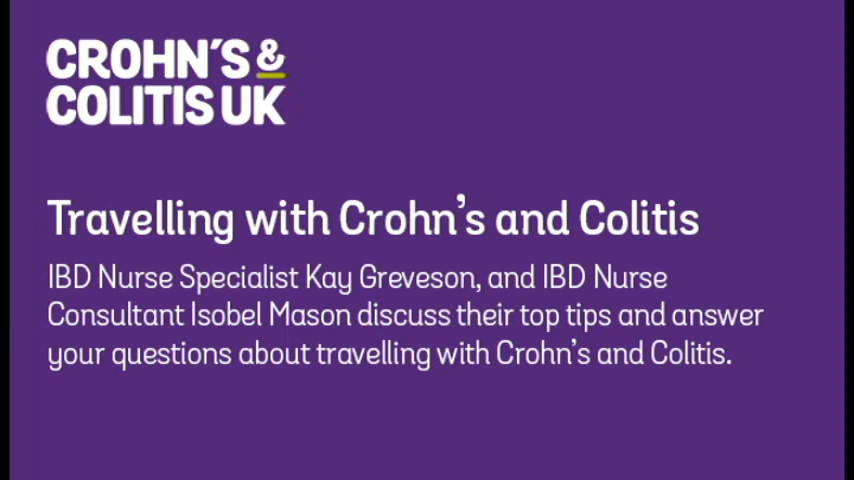 CROHN'S &
COLITIS UK
Travelling with Crohn's and Colitis
IBD Nurse Specialist Kay Greveson, and IBD Nurse
Consultant Isobel Mason discuss their top tips and answer
your questions about travelling with Crohn's and Colitis.